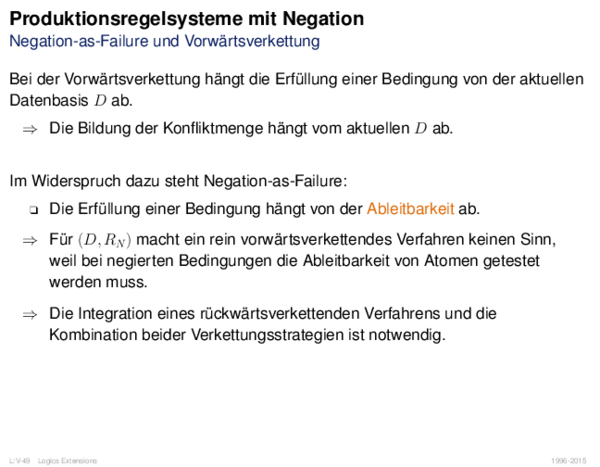 Produktionsregelsysteme mit Negation
Negation-as-Failure und Vorwärtsverkettung
Bei der Vorwärtsverkettung hängt die Erfüllung einer Bedingung von der aktuellen
Datenbasis D ab.
⇒ Die Bildung der Konfliktmenge hängt vom aktuellen D ab.
Im Widerspruch dazu steht Negation-as-Failure:
❑ Die Erfüllung einer Bedingung hängt von der Ableitbarkeit ab.
⇒ Für (D, R_N) macht ein rein vorwärtsverkettendes Verfahren keinen Sinn,
weil bei negierten Bedingungen die Ableitbarkeit von Atomen getestet
werden muss.
⇒ Die Integration eines rückwärtsverkettenden Verfahrens und die
Kombination beider Verkettungsstrategien ist notwendig.
L:V-49 Logics Extensions 1996-2015